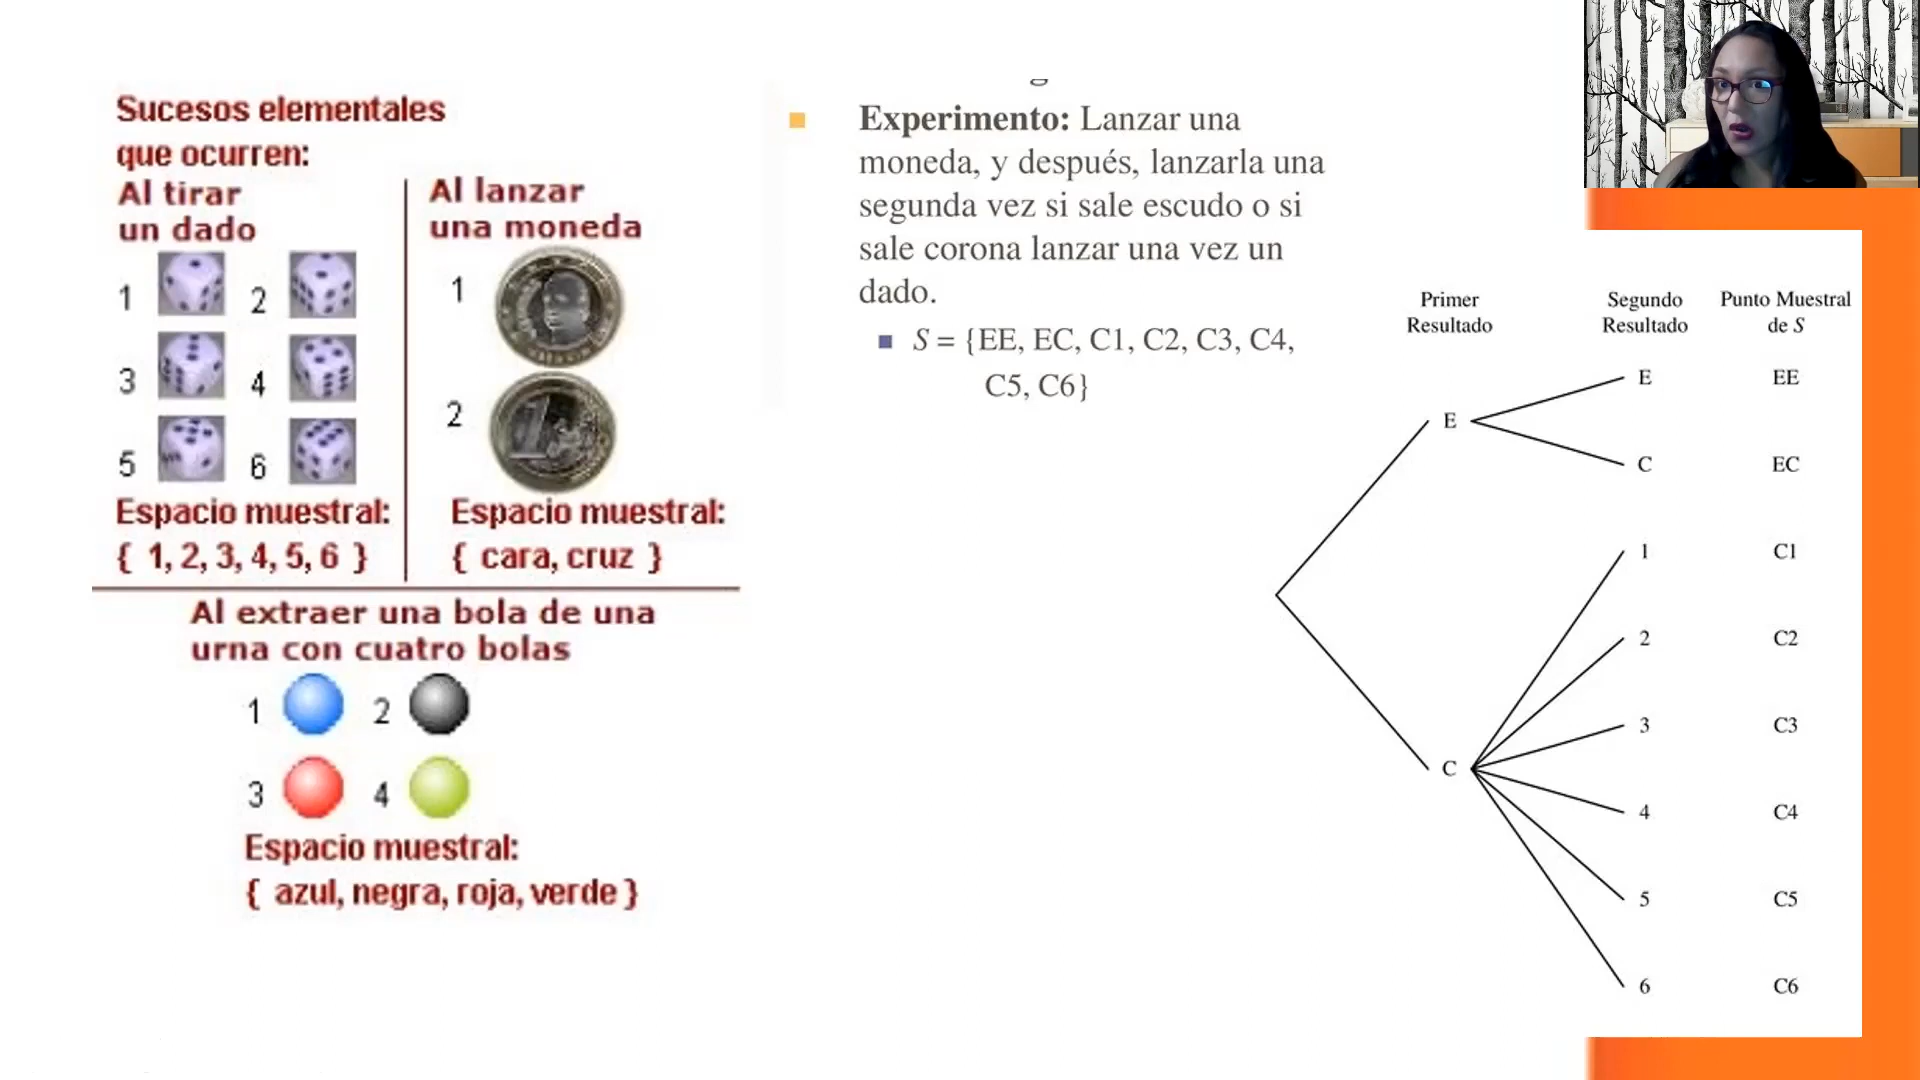 Sucesos elementales
que ocurren:
Al tirar
un dado
1
2
3
4
5
6
Espacio muestral:
{ 1, 2, 3, 4, 5, 6 }
Al lanzar
una moneda
1
2
Espacio muestral:
{ cara, cruz }
Al extraer una bola de una
urna con cuatro bolas
1
2
3
4
Espacio muestral:
{ azul, negra, roja, verde }
Experimento: Lanzar una
moneda, y después, lanzarla una
segunda vez si sale escudo o si
sale corona lanzar una vez un
dado.
S = {EE, EC, C1, C2, C3, C4,
C5, C6}
Primer
Resultado
Segundo
Resultado
Punto Muestral
de S
E EE
E
C EC
1 C1
2 C2
3 C3
C
4 C4
5 C5
6 C6